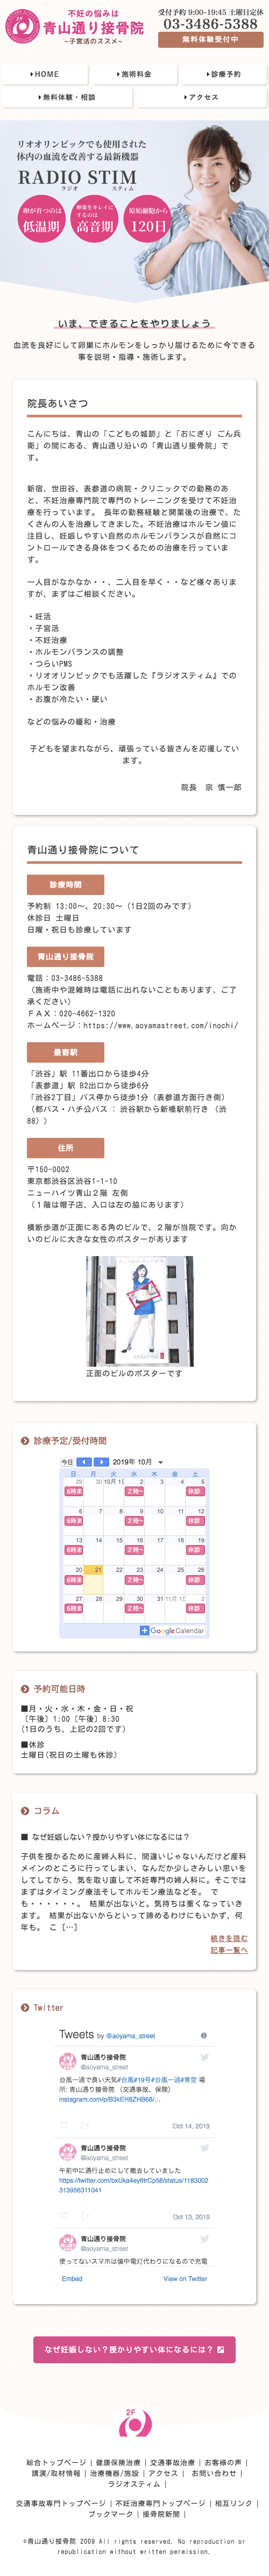 不妊の悩みは
青山通り接骨院
~子宮活のススメ~
受付予約 9:00-19:45 土曜日定休
03-3486-5388
無料体験受付中
HOME
施術料金
診療予約
無料体験・相談
アクセス
リオオリンピックでも使用された
体内の血流を改善する最新機器
RADIO STIM
ラジオ スティム
卵が育つのは
低温期
卵巣をキレイにするのは
高音期
原始細胞から
120日
いま、できることをやりましょう
血流を良好にして卵巣にホルモンをしっかり届けるために今できる
事を説明・指導・施術します。
院長あいさつ
こんにちは、青山の「こどもの城跡」と「おにぎり ごん兵
衛」の間にある、青山通り沿いの「青山通り接骨院」で
す。
新宿、世田谷、表参道の病院・クリニックでの勤務のあ
と、不妊治療専門院で専門のトレーニングを受けて不妊治
療を行っています。 長年の勤務経験と開業後の治療で、た
くさんの人を治療してきました。不妊治療はホルモン値に
注目し、妊娠しやすい自然のホルモンバランスが自然にコ
ントロールできる身体をつくるための治療を行っていま
す。
一人目がなかなか・・、二人目を早く・・など様々ありま
すが、まずはご相談ください。
・妊活
・子宮活
・不妊治療
・ホルモンバランスの調整
・つらいPMS
・リオオリンピックでも活躍した『ラジオスティム』での
ホルモン改善
・お腹が冷たい・硬い
などの悩みの緩和・治療
子どもを望まれながら、頑張っている皆さんを応援してい
ます。
院長 宗 慎一郎
青山通り接骨院について
診療時間
予約制 13:00~、20:30~（1日2回のみです）
休診日 土曜日
日曜・祝日も診療しています
青山通り接骨院
電話：03-3486-5388
（施術中や混雑時は電話に出れないこともあります、ご了
承ください）
ＦＡＸ：020-4662-1320
ホームページ：https://www.aoyamastreet.com/inochi/
最寄駅
「渋谷」駅 11番出口から徒歩4分
「表参道」駅 B2出口から徒歩6分
「渋谷2丁目」バス停から徒歩1分（表参道方面行き側）
（都バス・ハチ公バス ： 渋谷駅から新橋駅前行き （渋
88））
住所
〒150-0002
東京都渋谷区渋谷1-1-10
ニューハイツ青山２階 左側
（１階は帽子店、入口は左の脇にあります）
横断歩道が正面にある角のビルで、２階が当院です。向か
いのビルに大きな女性のポスターがあります
正面のビルのポスターです
診療予定/受付時間
今日 2019年 10月
日 月 火 水 木 金 土
29 30 10月 1日 2 3 4 5
6時ま 2時~ 休診
6 7 8 9 10 11 12
6時ま 2時~ 休診
13 14 15 16 17 18 19
6時ま 2時~ 休診
20 21 22 23 24 25 26
6時ま 2時~ 休診
27 28 29 30 31 11月 1日 2
6時ま 2時~ 休診
Google Calendar
予約可能日時
■月・火・水・木・金・日・祝
〔午後〕1:00〔午後〕8:30
(1日のうち、上記の2回です)
■休診
土曜日(祝日の土曜も休診)
コラム
■ なぜ妊娠しない？授かりやすい体になるには？
子供を授かるために産婦人科に、間違いじゃないんだけど産科
メインのところに行ってしまい、なんだか少しさみしい思いを
してしてから、気を取り直して不妊専門の婦人科に。そこでは
まずはタイミング療法そしてホルモン療法などを。 で
も・・・・・・。 結果が出ないと。気持ちは重くなっていき
ます。 結果が出ないからといって諦めるわけにもいかず、何
年も。 こ […]
続きを読む
記事一覧へ
Twitter
Tweets by @aoyama_street
青山通り接骨院
@aoyama_street
台風一過で良い天気#台風#19号#台風一過#青空 場
所: 青山通り接骨院 （交通事故、保険）
instagram.com/p/B3kEH8ZHB68/…
Oct 14, 2019
青山通り接骨院
@aoyama_street
午前中に通行止めにして撤去していました
https://twitter.com/bxUka4ey6trCp58/status/1183002
313956311041
Oct 13, 2019
青山通り接骨院
@aoyama_street
使ってないスマホは懐中電灯代わりになるので充電
Embed
View on Twitter
なぜ妊娠しない？授かりやすい体になるには？
2F
総合トップページ | 健康保険治療 | 交通事故治療 | お客様の声 |
講演/取材情報 | 治療機器/施設 | アクセス | お問い合わせ |
ラジオスティム |
交通事故専門トップページ | 不妊治療専門トップページ | 相互リンク |
ブックマーク | 接骨院新聞 |
©青山通り接骨院 2009 All rights reserved. No reproduction or
republication without written permission.